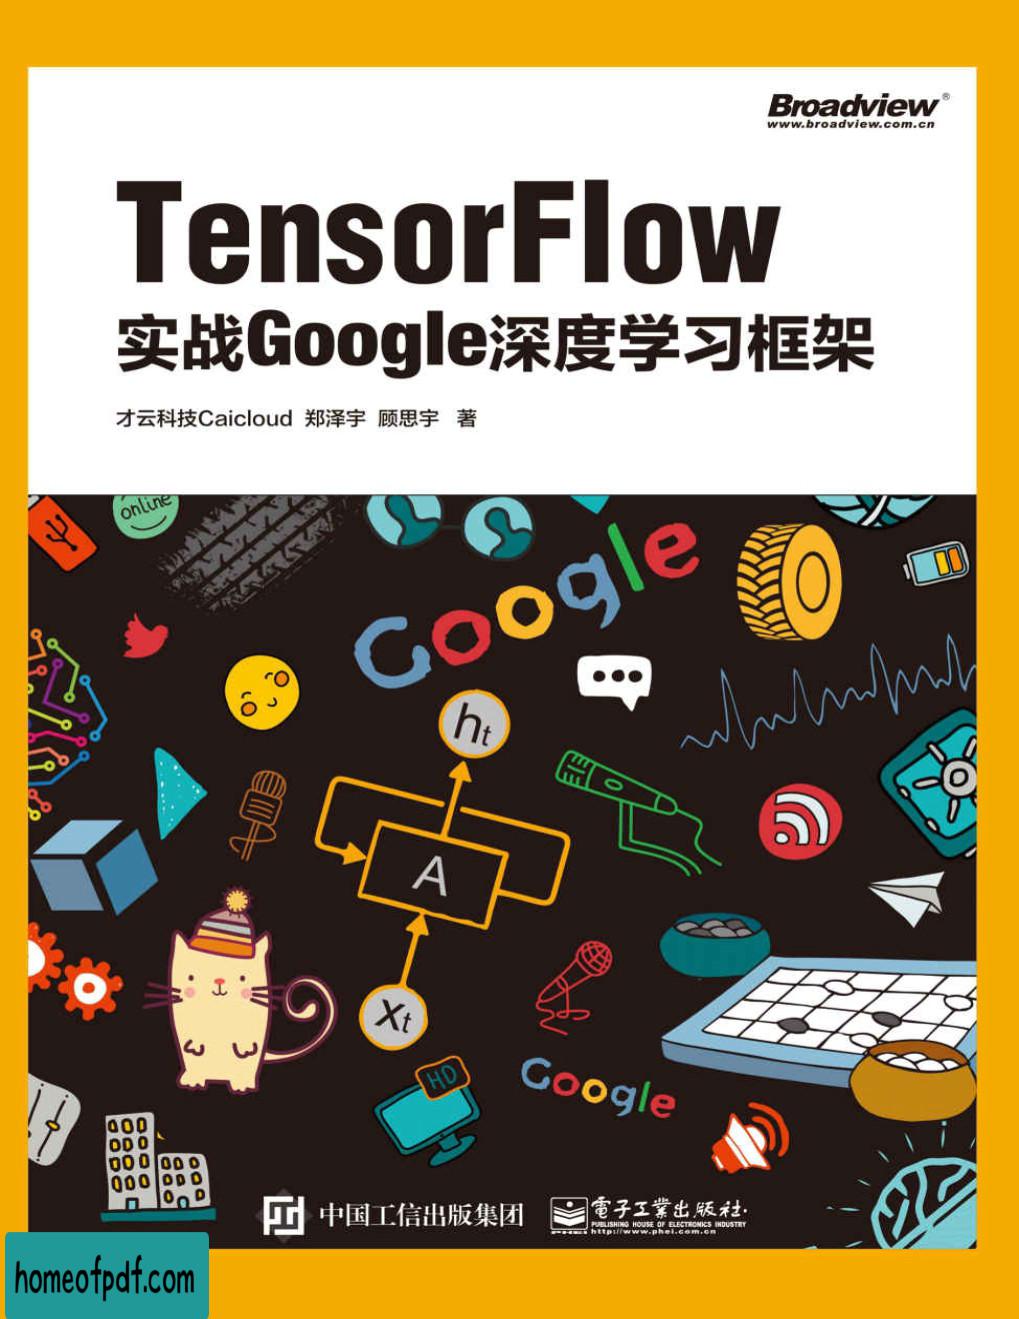 Broadview®
www.broadview.com.cn
TensorFlow
实战Google深度学习框架
才云科技Caicloud 郑泽宇 顾思宇 著
online
Google
ht
A
xt
HD
Google
中国工信出版集团
電子工業出版社·
PUBLISHING HOUSE OF ELECTRONICS INDUSTRY
PHEI http://www.phei.com.cn
homeofpdf.com